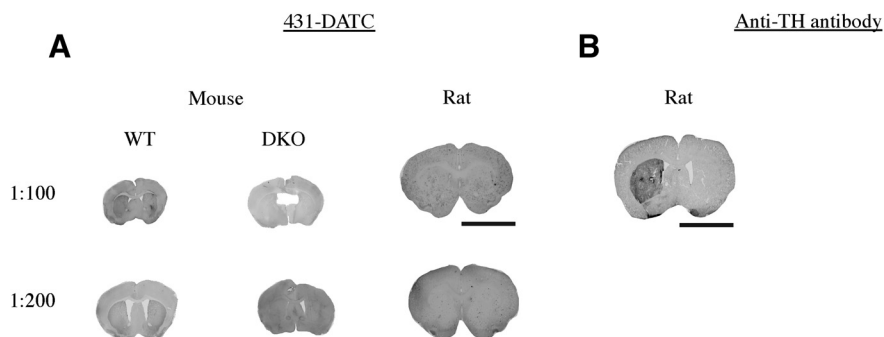 431-DATC
Anti-TH antibody
A
B
Mouse
Rat
Rat
WT
DKO
1:100
1:200